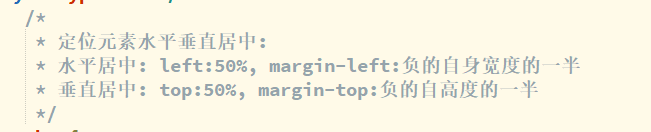 /*
* 定位元素水平垂直居中:
* 水平居中: left:50%, margin-left:负的自身宽度的一半
* 垂直居中: top:50%, margin-top:负的自高度的一半
*/